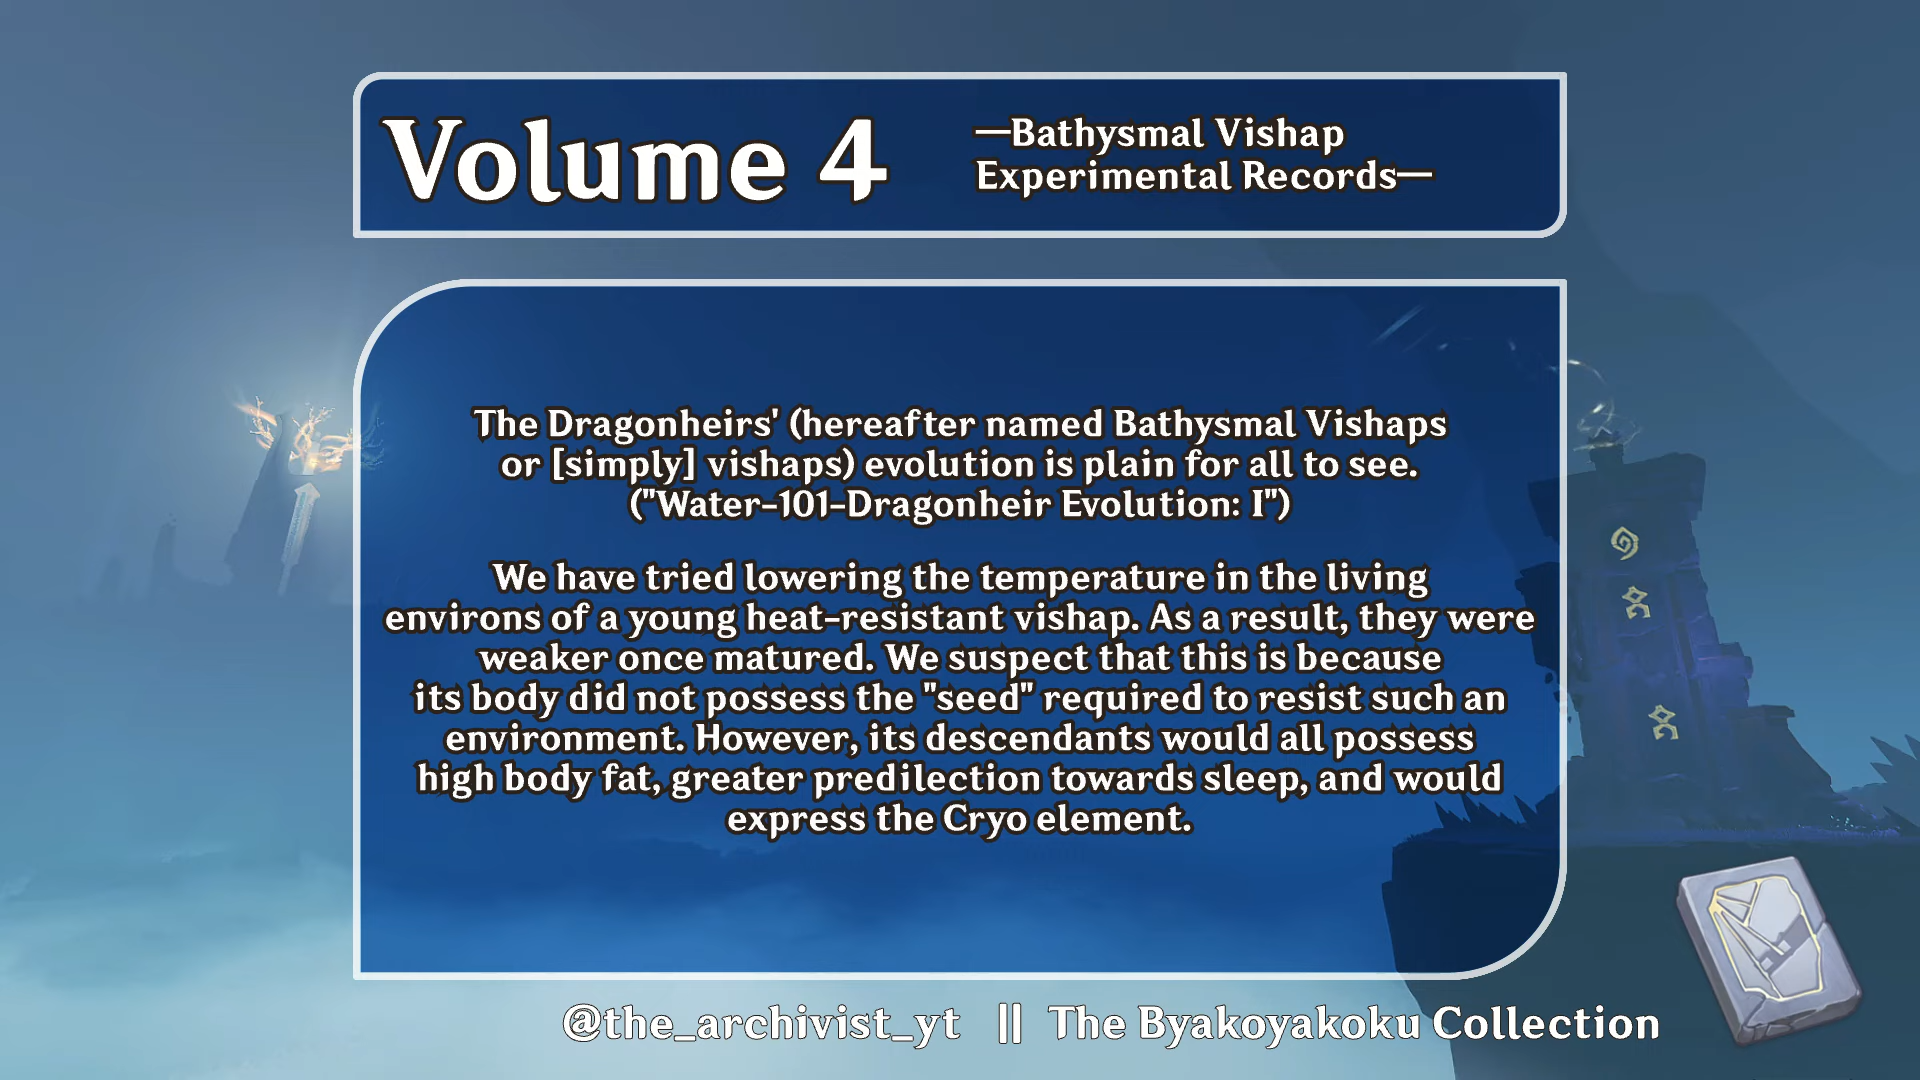 Volume 4
—Bathysmal Vishap
Experimental Records—
The Dragonheirs' (hereafter named Bathysmal Vishaps
or [simply] vishaps) evolution is plain for all to see.
("Water-101-Dragonheir Evolution: I")
We have tried lowering the temperature in the living
environs of a young heat-resistant vishap. As a result, they were
weaker once matured. We suspect that this is because
its body did not possess the "seed" required to resist such an
environment. However, its descendants would all possess
high body fat, greater predilection towards sleep, and would
express the Cryo element.
@the_archivist_yt || The Byakoyakoku Collection